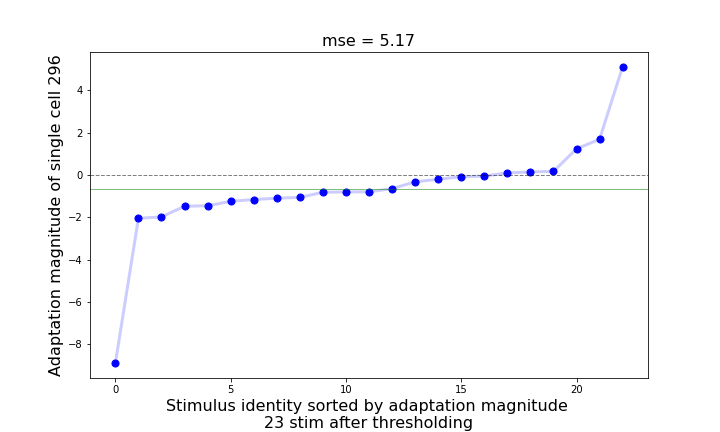 mse = 5.17
Adaptation magnitude of single cell 296
4
2
0
−2
−4
−6
−8
0 5 10 15 20
Stimulus identity sorted by adaptation magnitude
23 stim after thresholding